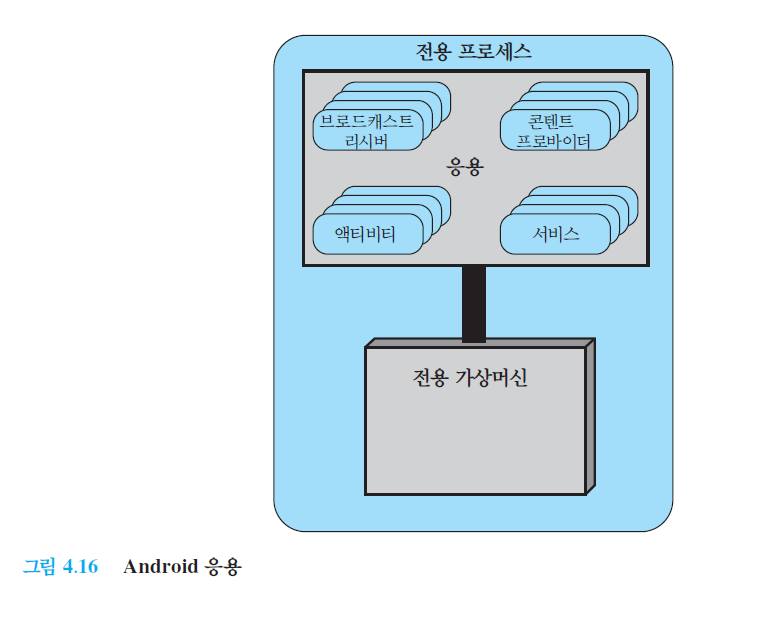 전용 프로세스
브로드캐스트
리시버
콘텐트
프로바이더
응용
액티비티
서비스
전용 가상머신
그림 4.16 Android 응용